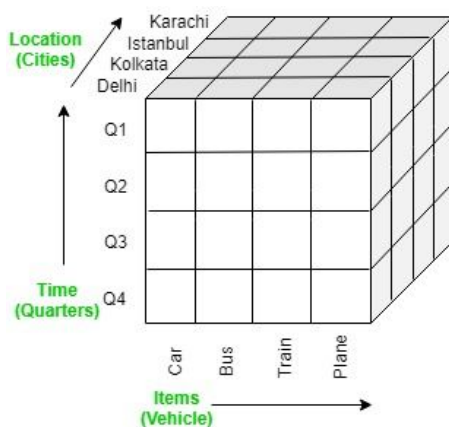 Karachi
Location
(Cities)
Istanbul
Kolkata
Delhi
Q1
Q2
Q3
Time
(Quarters)
Q4
Car
Bus
Train
Plane
Items
(Vehicle)